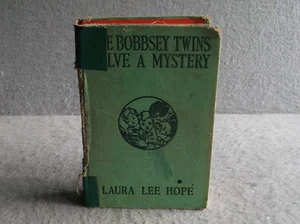 E BOBBSEY TWINS
LVE A MYSTERY
LAURA LEE HOPE